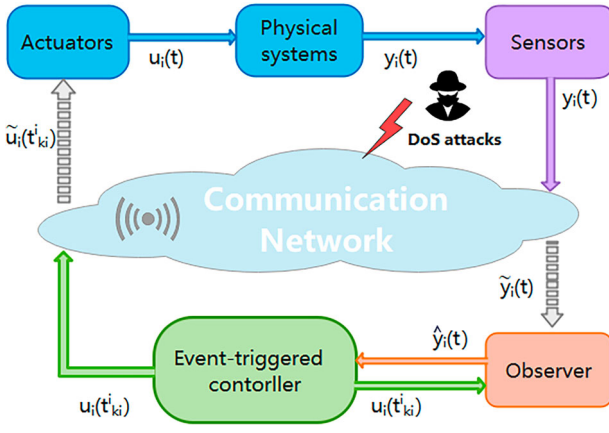 Actuators
uᵢ(t)
Physical
systems
yᵢ(t)
Sensors
yᵢ(t)
DoS attacks
ũᵢ(tⁱₖᵢ)
Communication
Network
ỹᵢ(t)
Event-triggered
contorller
ŷᵢ(t)
Observer
uᵢ(tⁱₖᵢ)
uᵢ(tⁱₖᵢ)